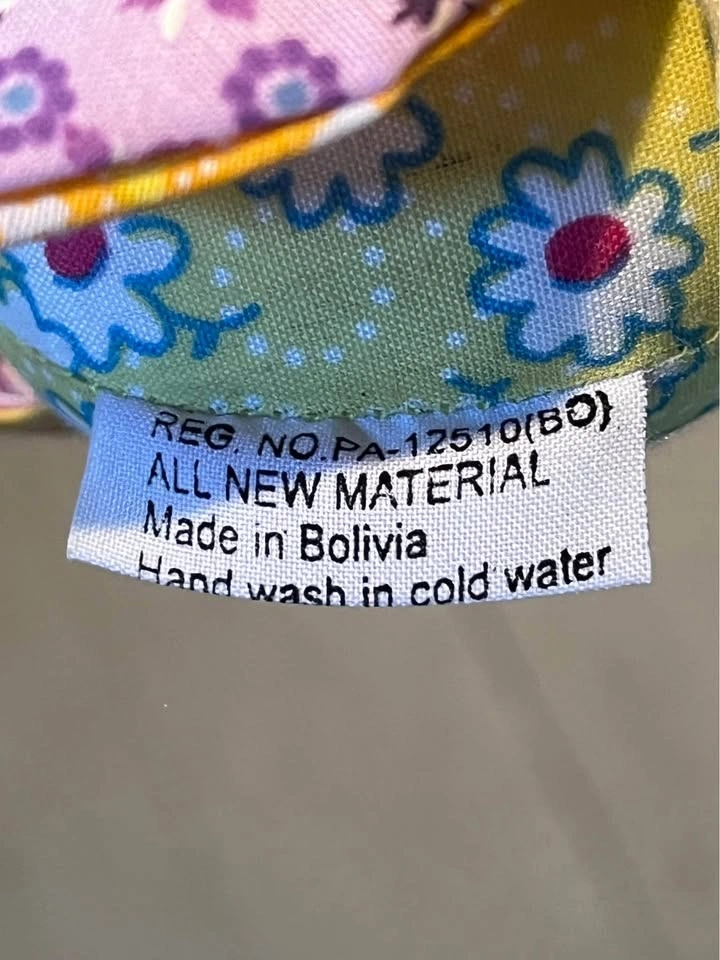 REG. NO.PA-12510(BO}
ALL NEW MATERIAL
Made in Bolivia
Hand wash in cold water